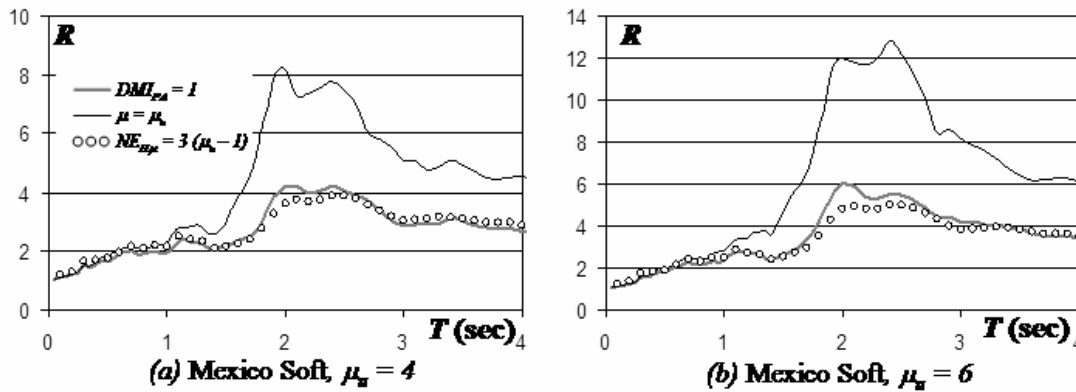 R
10
8
6
4
2
0
DMI_PA = 1
μ = μ_u
NE_Hμ = 3 (μ_u – 1)
0
1
2
3
4
T (sec)
(a) Mexico Soft, μ_u = 4
R
14
12
10
8
6
4
2
0
0
1
2
3
T (sec)
(b) Mexico Soft, μ_u = 6